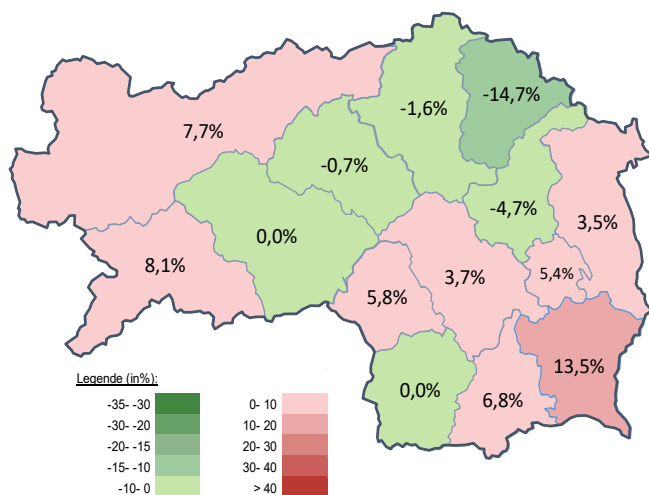 -14,7%
-1,6%
7,7%
-0,7%
-4,7%
3,5%
0,0%
8,1%
5,4%
3,7%
5,8%
13,5%
0,0%
6,8%
Legende (in%):
-35- -30 0- 10
-30- -20 10- 20
-20- -15 20- 30
-15- -10 30- 40
-10- 0 > 40